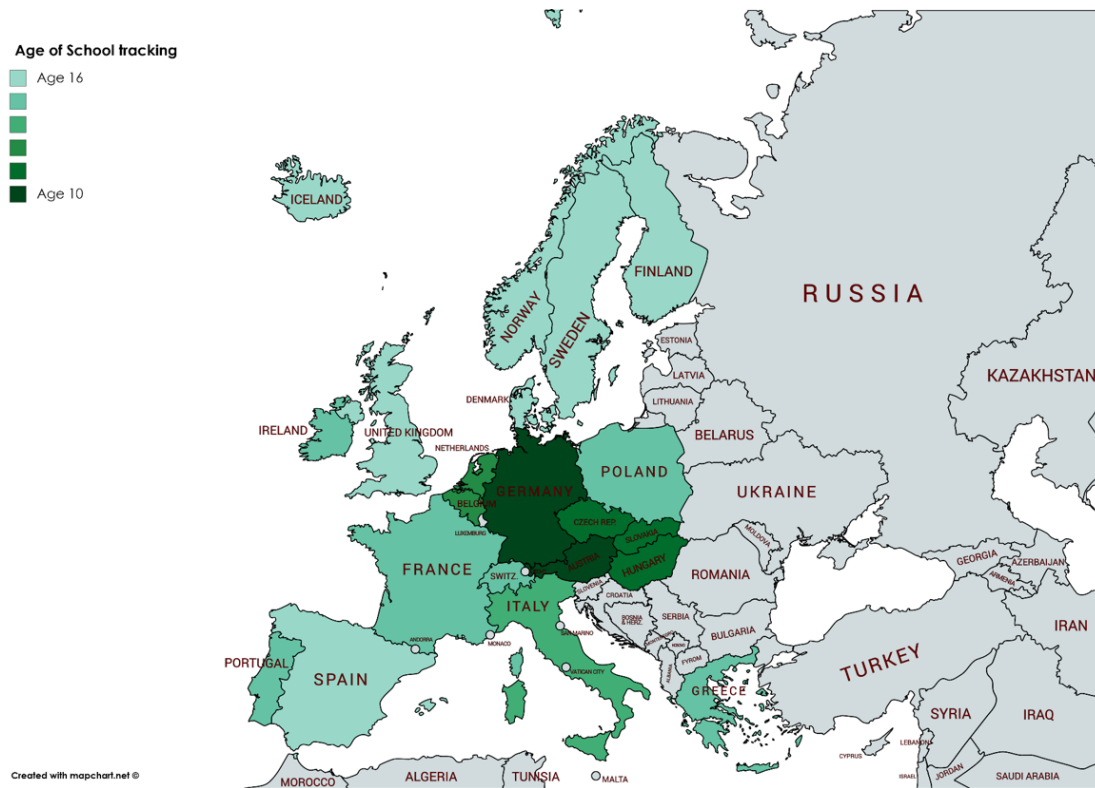 Age of School tracking
Age 16
Age 10
ICELAND
NORWAY
SWEDEN
FINLAND
RUSSIA
ESTONIA
LATVIA
LITHUANIA
KAZAKHSTAN
DENMARK
IRELAND
UNITED KINGDOM
NETHERLANDS
BELARUS
POLAND
GERMANY
UKRAINE
BELGIUM
LUXEMBURG
CZECH REP.
SLOVAKIA
MOLDOVA
FRANCE
SWITZ.
AUSTRIA
HUNGARY
ROMANIA
GEORGIA
AZERBAIJAN
ARMENIA
SLOVENIA
CROATIA
ITALY
BOSNIA
& HERZ.
SERBIA
SAN MARINO
MONACO
ANDORRA
BULGARIA
IRAN
PORTUGAL
SPAIN
VATICAN CITY
FYROM
ALBANIA
TURKEY
GREECE
SYRIA
IRAQ
CYPRUS
LEBANON
ISRAEL
JORDAN
SAUDI ARABIA
MOROCCO
ALGERIA
TUNISIA
MALTA
Created with mapchart.net ©